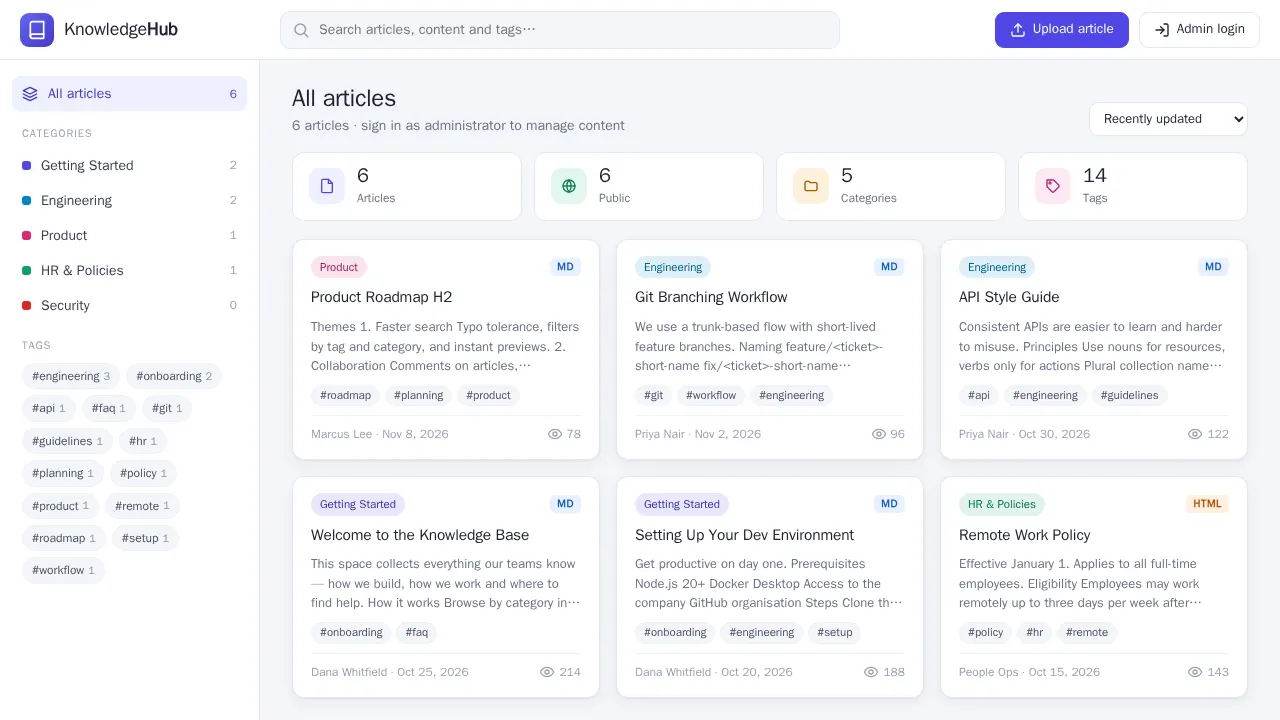 KnowledgeHub
Search articles, content and tags⋯
Upload article
Admin login
All articles 6
CATEGORIES
Getting Started 2
Engineering 2
Product 1
HR & Policies 1
Security 0
TAGS
#engineering 3 #onboarding 2
#api 1 #faq 1 #git 1
#guidelines 1 #hr 1
#planning 1 #policy 1
#product 1 #remote 1
#roadmap 1 #setup 1
#workflow 1
All articles
6 articles · sign in as administrator to manage content
Recently updated
6
Articles
6
Public
5
Categories
14
Tags
Product MD
Product Roadmap H2
Themes 1. Faster search Typo tolerance, filters
by tag and category, and instant previews. 2.
Collaboration Comments on articles,⋯
#roadmap #planning #product
Marcus Lee · Nov 8, 2026 78
Engineering MD
Git Branching Workflow
We use a trunk-based flow with short-lived
feature branches. Naming feature/<ticket>-
short-name fix/<ticket>-short-name⋯
#git #workflow #engineering
Priya Nair · Nov 2, 2026 96
Engineering MD
API Style Guide
Consistent APIs are easier to learn and harder
to misuse. Principles Use nouns for resources,
verbs only for actions Plural collection name⋯
#api #engineering #guidelines
Priya Nair · Oct 30, 2026 122
Getting Started MD
Welcome to the Knowledge Base
This space collects everything our teams know
— how we build, how we work and where to
find help. How it works Browse by category in⋯
#onboarding #faq
Dana Whitfield · Oct 25, 2026 214
Getting Started MD
Setting Up Your Dev Environment
Get productive on day one. Prerequisites
Node.js 20+ Docker Desktop Access to the
company GitHub organisation Steps Clone th⋯
#onboarding #engineering #setup
Dana Whitfield · Oct 20, 2026 188
HR & Policies HTML
Remote Work Policy
Effective January 1. Applies to all full-time
employees. Eligibility Employees may work
remotely up to three days per week after⋯
#policy #hr #remote
People Ops · Oct 15, 2026 143